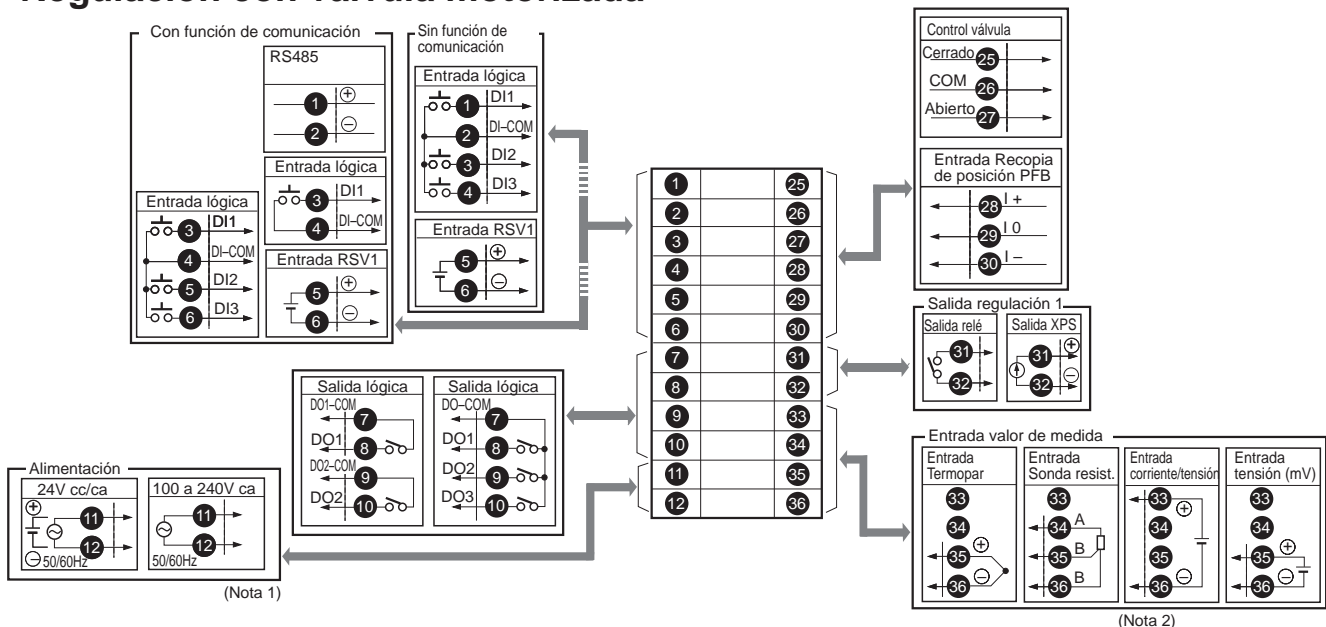 Con función de comunicación
RS485
1
+
2
−
Entrada lógica
3
DI1
4
DI–COM
Entrada lógica
3
DI1
4
DI–COM
5
DI2
6
DI3
Entrada RSV1
5
+
6
−
Sin función de
comunicación
Entrada lógica
1
DI1
2
DI–COM
3
DI2
4
DI3
Entrada RSV1
5
+
6
−
1 25
2 26
3 27
4 28
5 29
6 30
7 31
8 32
9 33
10 34
11 35
12 36
Control válvula
Cerrado 25
COM 26
Abierto 27
Entrada Recopia
de posición PFB
28 I +
29 I 0
30 I –
Salida regulación 1
Salida relé
31
32
Salida XPS
31 +
32 −
Salida lógica
DO1–COM
7
DO1
8
DO2–COM
9
DO2
10
Salida lógica
DO–COM
7
DO1
8
DO2
9
DO3
10
Alimentación
24V cc/ca
+
11
12
− 50/60Hz
100 a 240V ca
11
12
50/60Hz
(Nota 1)
Entrada valor de medida
Entrada
Termopar
33
34
35 +
36 −
Entrada
Sonda resist.
33
34 A
35 B
36 B
Entrada
corriente/tensión
33 +
34
35
36 −
Entrada
tensión (mV)
33
34
35 +
36 −
(Nota 2)